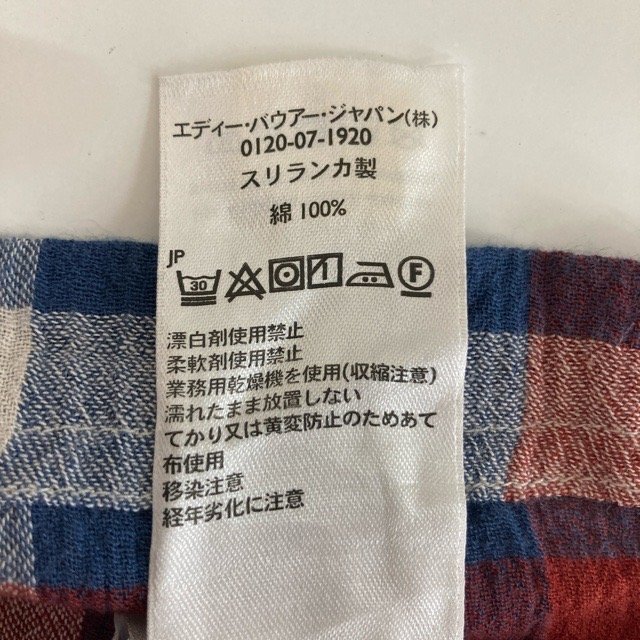 エディー・バウアー・ジャパン(株)
0120-07-1920
スリランカ製
綿 100%
JP
30 F
漂白剤使用禁止
柔軟剤使用禁止
業務用乾燥機を使用(収縮注意)
濡れたまま放置しない
てかり又は黄変防止のためあて
布使用
移染注意
経年劣化に注意